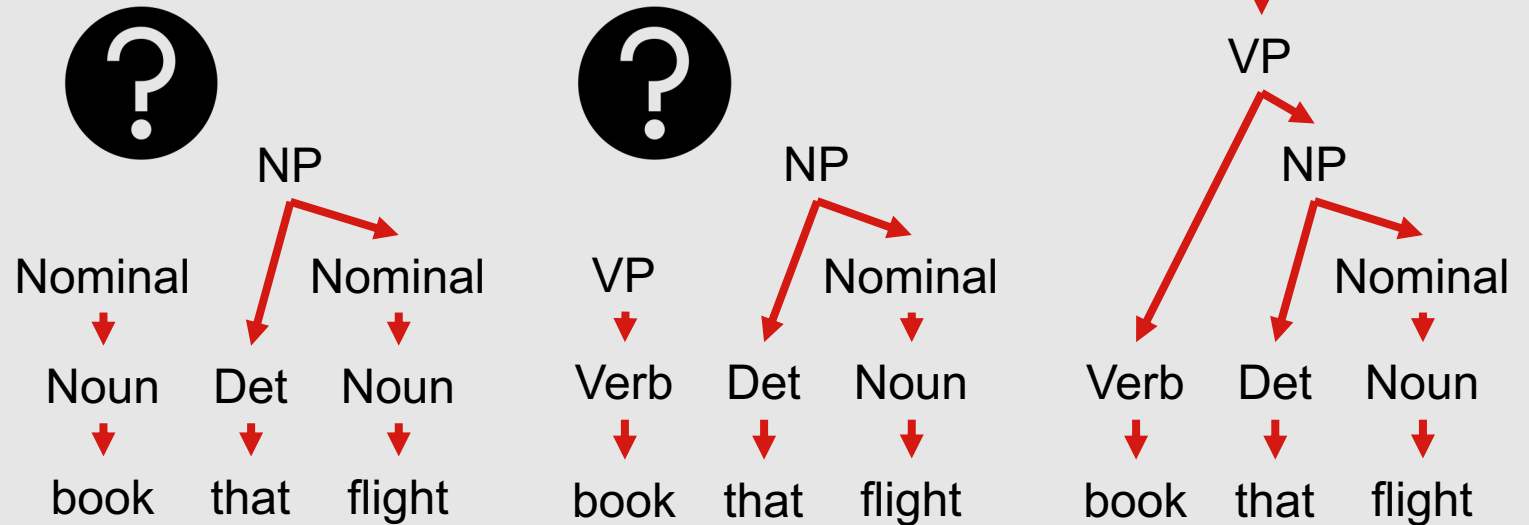 NP
Nominal Nominal
Noun Det Noun
book that flight
NP
VP Nominal
Verb Det Noun
book that flight
VP
NP
Nominal
Verb Det Noun
book that flight